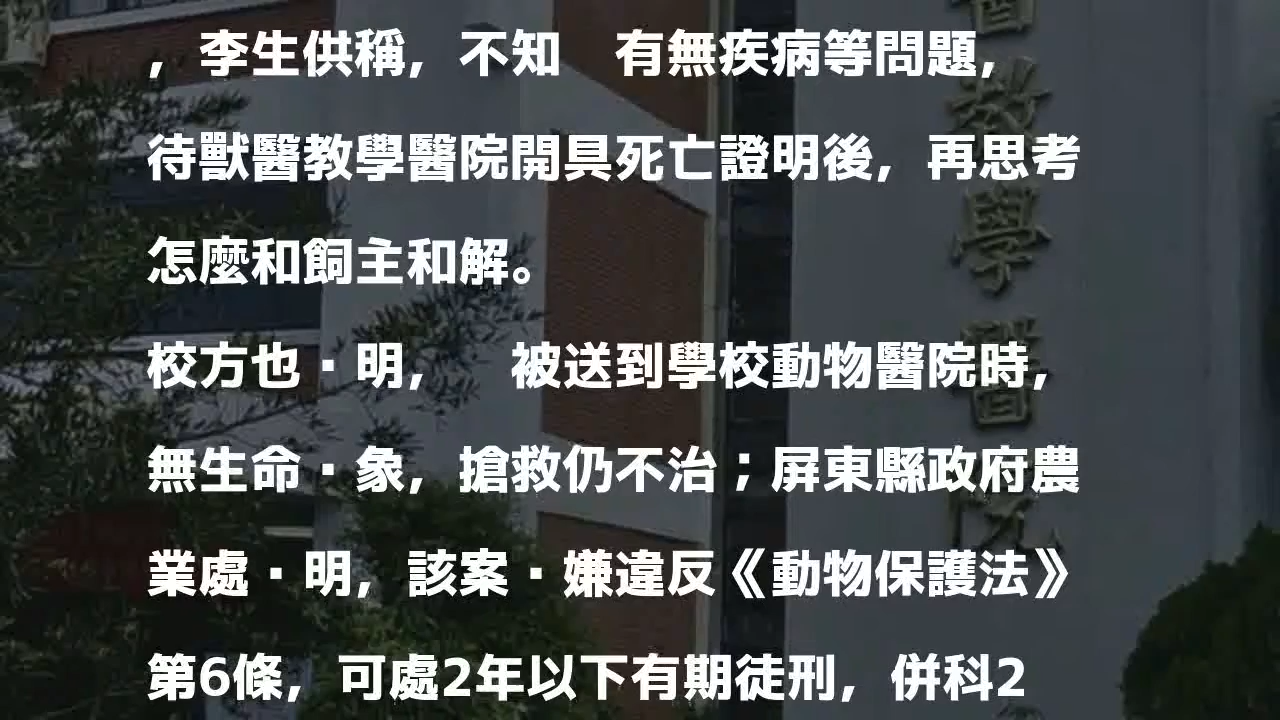 ，李生供稱，不知　有無疾病等問題，
待獸醫教學醫院開具死亡證明後，再思考
怎麼和飼主和解。
校方也·明，　被送到學校動物醫院時，
無生命·象，搶救仍不治；屏東縣政府農
業處·明，該案·嫌違反《動物保護法》
第6條，可處2年以下有期徒刑，併科2
醫教學醫院